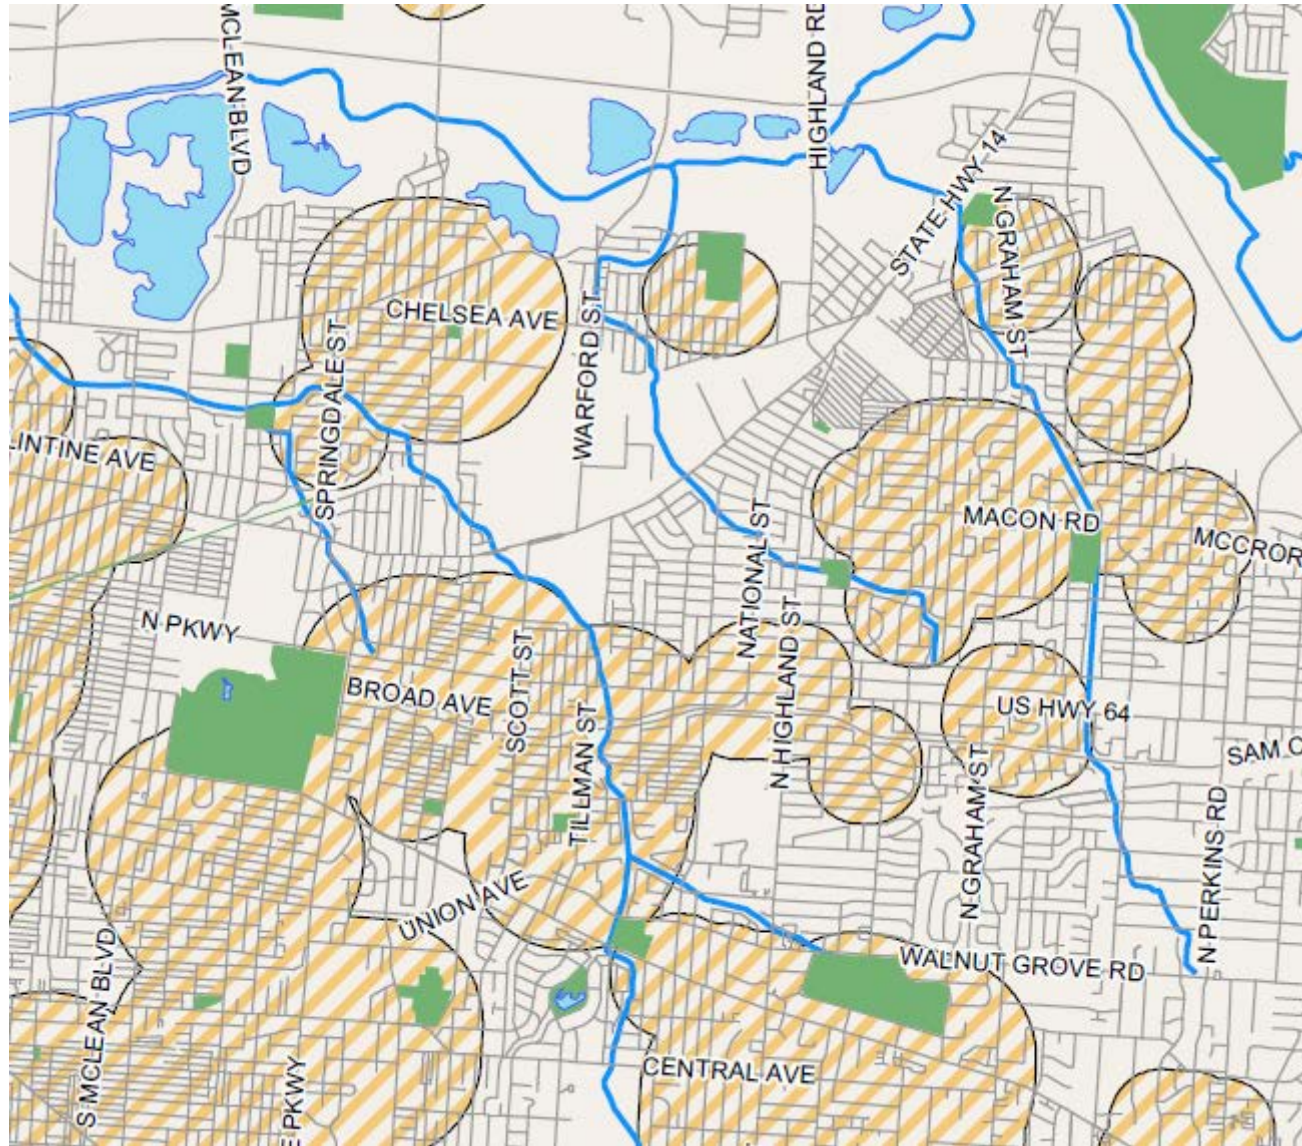 MCLEAN BLVD
HIGHLAND RD
STATE HWY 14
N GRAHAM ST
CHELSEA AVE
SPRINGDALE ST
WARFORD ST
LINTINE AVE
MACON RD
MCCROR
NATIONAL ST
N PKWY
N HIGHLAND ST
SCOTT ST
BROAD AVE
TILLMAN ST
US HWY 64
SAM C
N GRAHAM ST
N PERKINS RD
UNION AVE
WALNUT GROVE RD
S MCLEAN BLVD
CENTRAL AVE
E PKWY